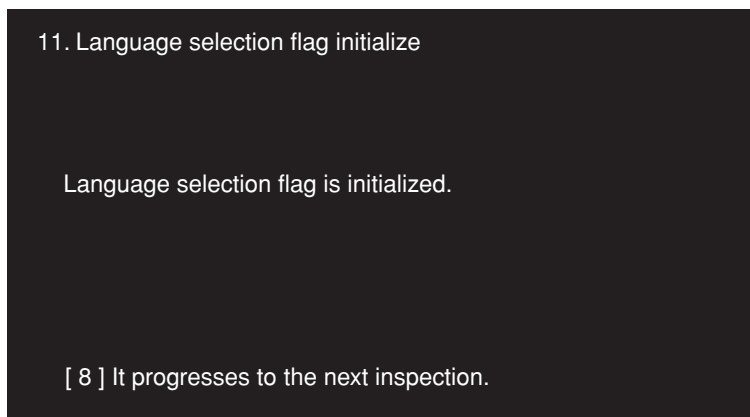 11. Language selection flag initialize
Language selection flag is initialized.
[ 8 ] It progresses to the next inspection.